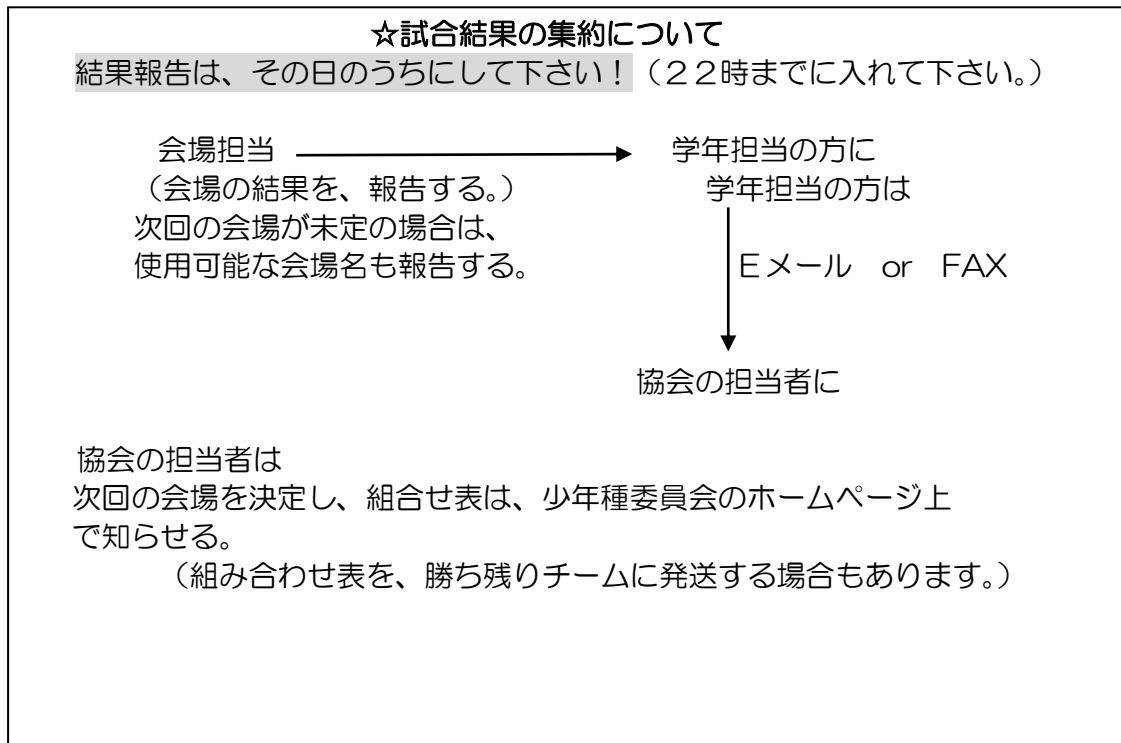 ☆試合結果の集約について
結果報告は、その日のうちにして下さい！（２２時までに入れて下さい。）
会場担当
学年担当の方に
（会場の結果を、報告する。）
学年担当の方は
次回の会場が未定の場合は、
使用可能な会場名も報告する。
Ｅメール　or　FAX
協会の担当者に
協会の担当者は
次回の会場を決定し、組合せ表は、少年種委員会のホームページ上
で知らせる。
（組み合わせ表を、勝ち残りチームに発送する場合もあります。）